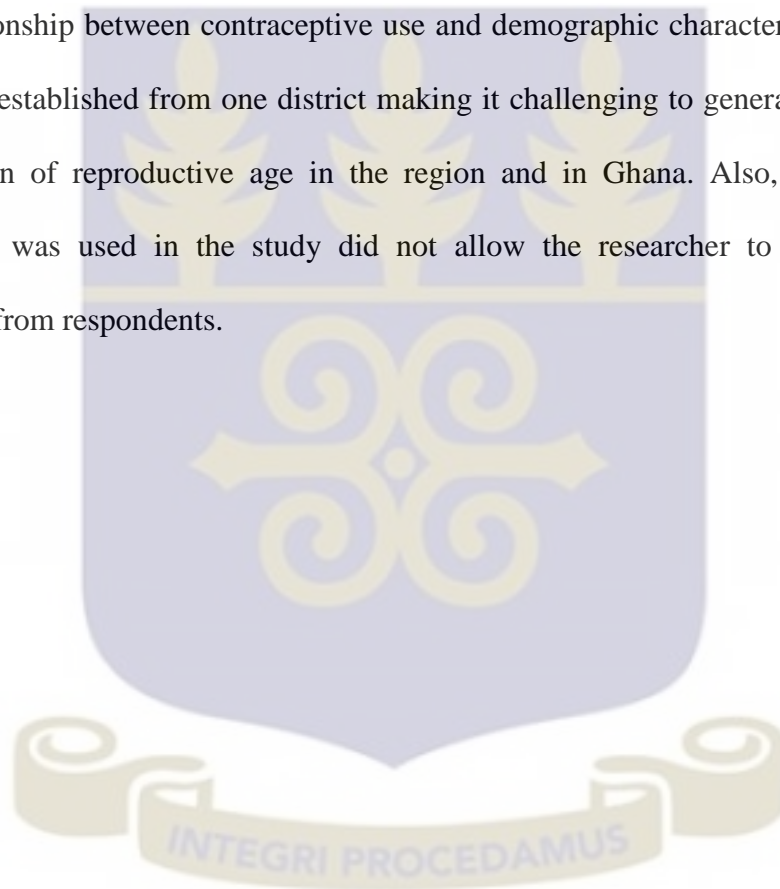 onship between contraceptive use and demographic character
established from one district making it challenging to genera
n of reproductive age in the region and in Ghana. Also,
was used in the study did not allow the researcher to
from respondents.
INTEGRI PROCEDAMUS